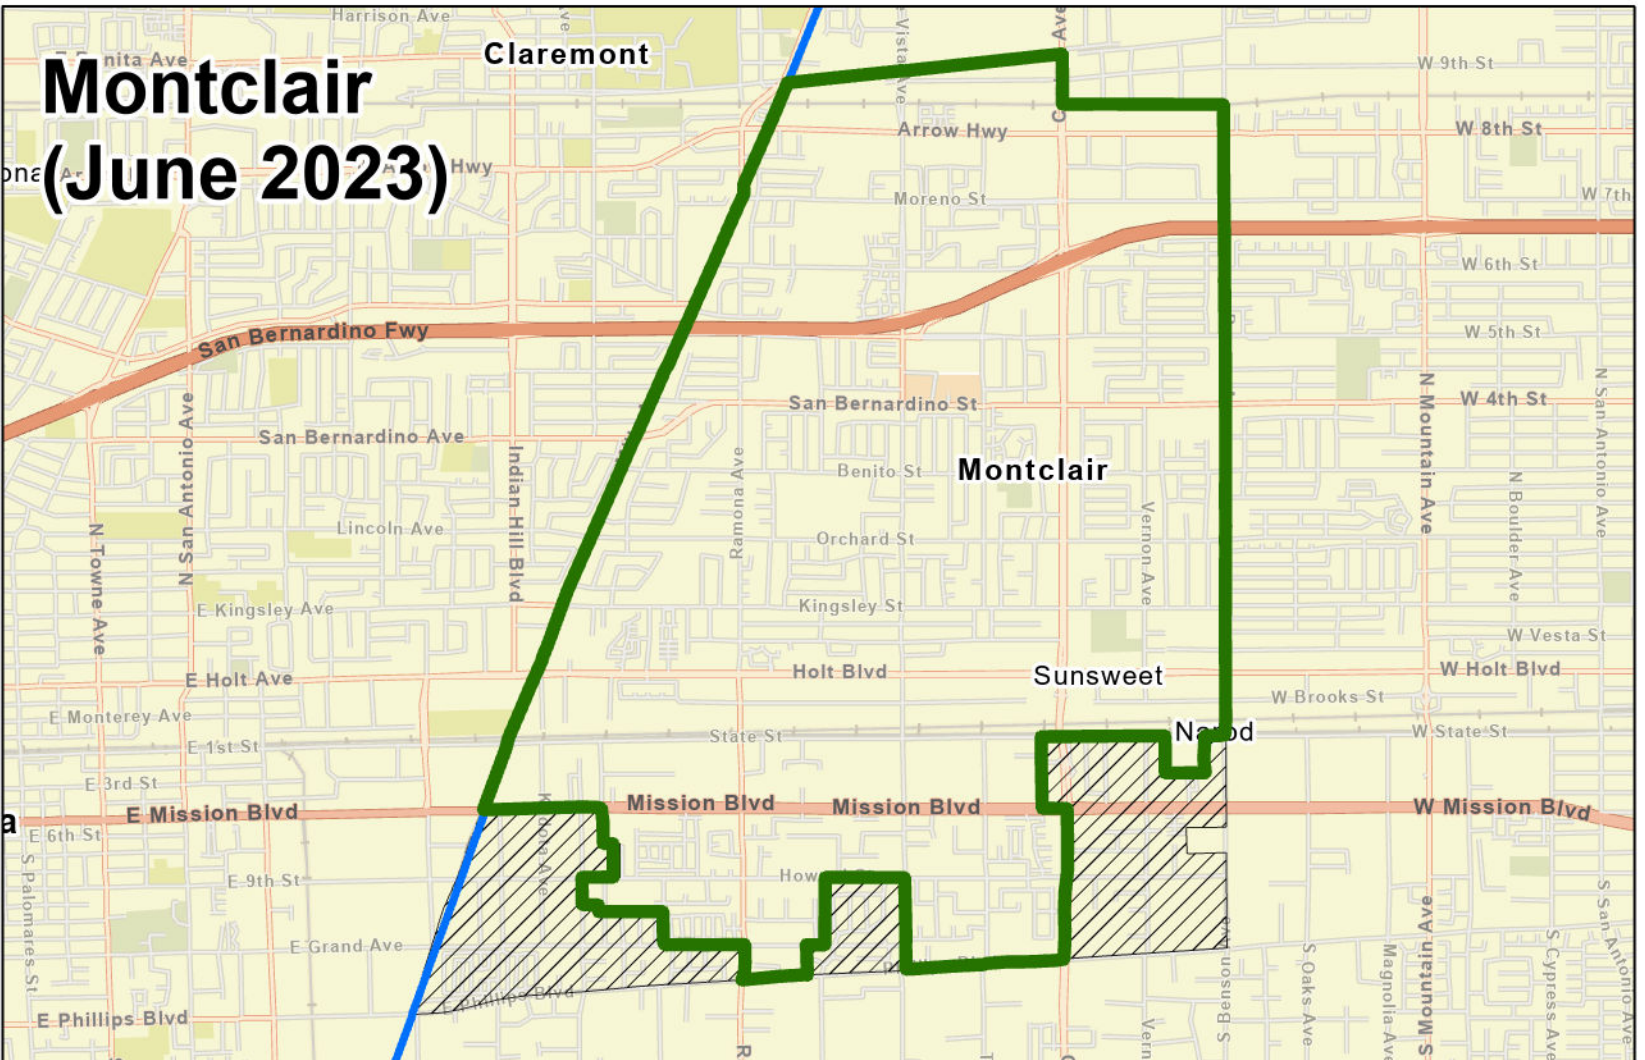 Harrison Ave
Claremont
Montclair
(June 2023)
W 9th St
Arrow Hwy
W 8th St
Hwy
Moreno St
W 7th
W 6th St
San Bernardino Fwy
W 5th St
San Bernardino St
W 4th St
San Bernardino Ave
Benito St
Montclair
Lincoln Ave
Orchard St
N Towne Ave
N San Antonio Ave
Indian Hill Blvd
Ramona Ave
Vernon Ave
N Mountain Ave
N Boulder Ave
N San Antonio Ave
E Kingsley Ave
Kingsley St
W Vesta St
E Holt Ave
Holt Blvd
Sunsweet
W Holt Blvd
W Brooks St
E Monterey Ave
E 1st St
State St
Narod
W State St
E 3rd St
E Mission Blvd
Mission Blvd
Mission Blvd
W Mission Blvd
E 6th St
E 9th St
E Grand Ave
E Phillips Blvd
E Phillips Blvd
S Palomares St
S Oaks Ave
Magnolia Ave
S Mountain Ave
S Cypress Ave
S San Antonio Ave